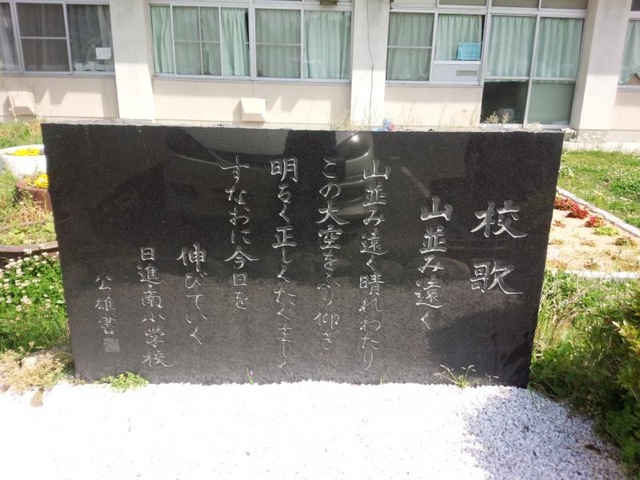 校歌
山並み遠く
山並み遠く晴れわたり
この大空をふり仰ぎ
明るく正しくたくましく
すなわに今日を
伸びていく
日進・南小学校
公雄書